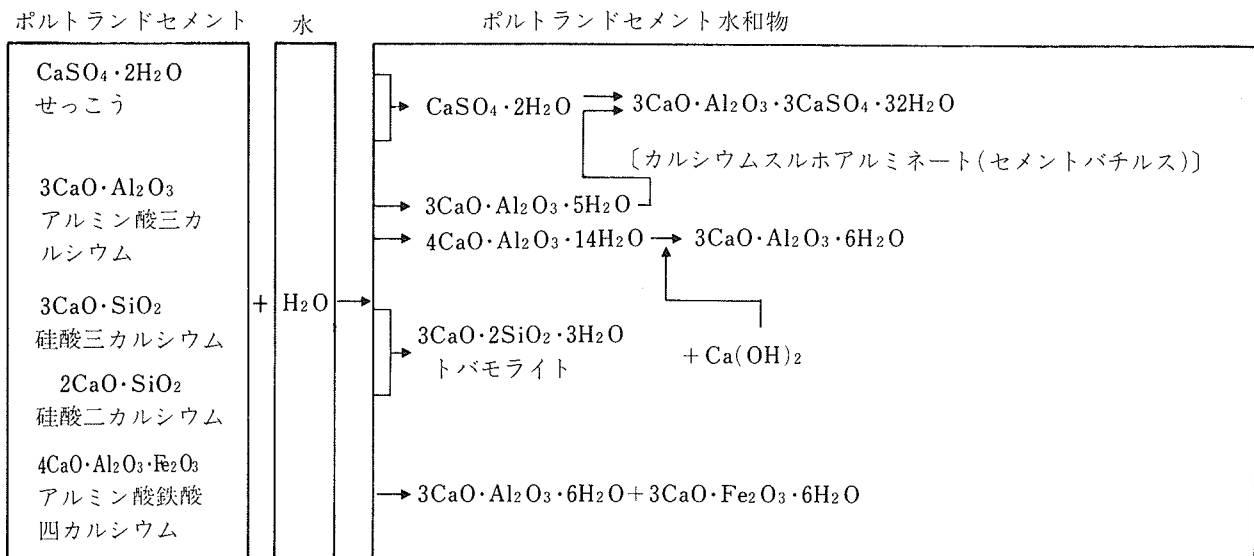 ポルトランドセメント
水
ポルトランドセメント水和物
CaSO₄·2H₂O
せっこう
3CaO·Al₂O₃
アルミン酸三カ
ルシウム
3CaO·SiO₂
硅酸三カルシウム
2CaO·SiO₂
硅酸二カルシウム
4CaO·Al₂O₃·Fe₂O₃
アルミン酸鉄酸
四カルシウム
+
H₂O
CaSO₄·2H₂O
3CaO·Al₂O₃·3CaSO₄·32H₂O
〔カルシウムスルホアルミネート(セメントバチルス)〕
3CaO·Al₂O₃·5H₂O
4CaO·Al₂O₃·14H₂O
3CaO·Al₂O₃·6H₂O
3CaO·2SiO₂·3H₂O
トバモライト
+Ca(OH)₂
3CaO·Al₂O₃·6H₂O+3CaO·Fe₂O₃·6H₂O